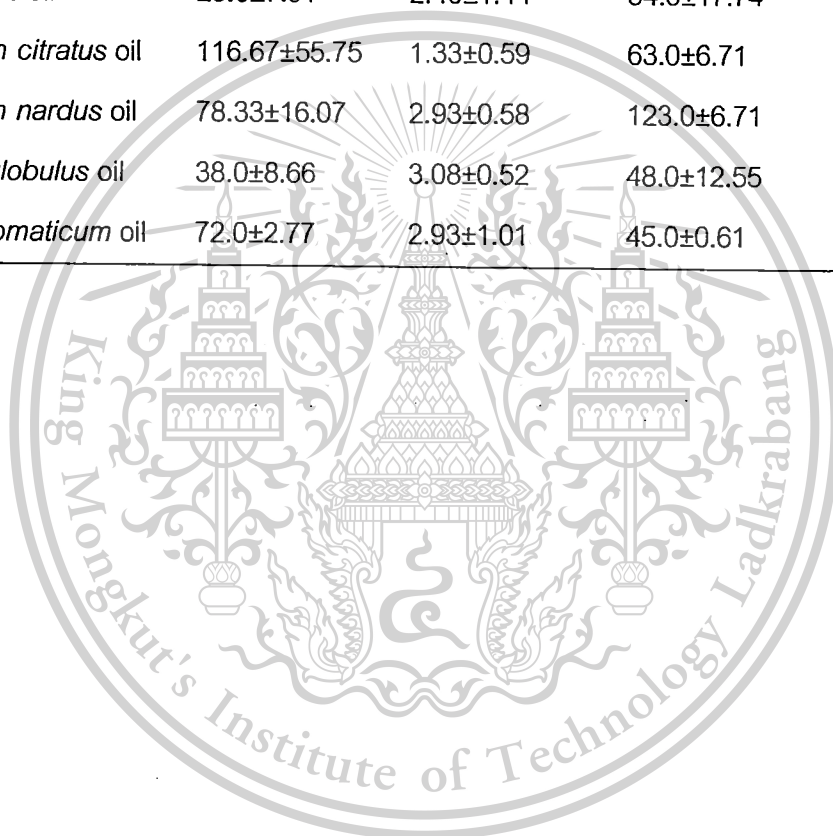 n citratus oil 116.67±55.75 1.33±0.59 63.0±6.71
n nardus oil 78.33±16.07 2.93±0.58 123.0±6.71
lobulus oil 38.0±8.66 3.08±0.52 48.0±12.55
omaticum oil 72.0±2.77 2.93±1.01 45.0±0.61
King Mongkut's Institute of Technology Ladkrabang